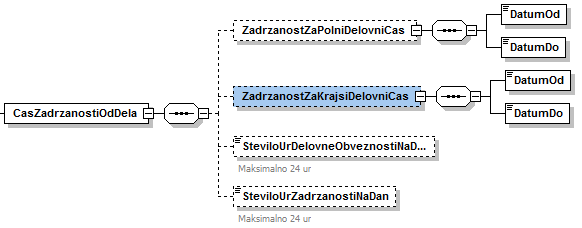 DatumOd
ZadrzanostZaPolniDelovniCas
DatumDo
DatumOd
ZadrzanostZaKrajsiDelovniCas
DatumDo
CasZadrzanostiOdDela
SteviloUrDelovneObveznostiNaD...
Maksimalno 24 ur
SteviloUrZadrzanostiNaDan
Maksimalno 24 ur